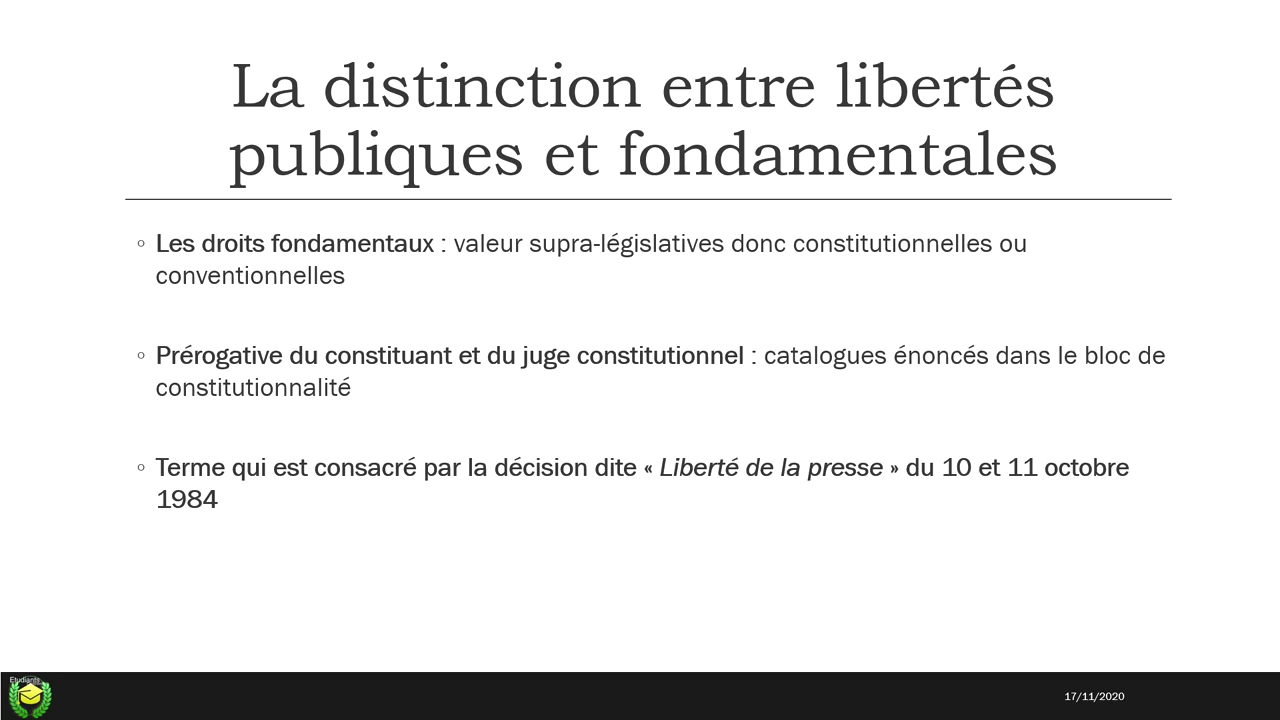 La distinction entre libertés
publiques et fondamentales
◦ Les droits fondamentaux : valeur supra-législatives donc constitutionnelles ou
conventionnelles
◦ Prérogative du constituant et du juge constitutionnel : catalogues énoncés dans le bloc de
constitutionnalité
◦ Terme qui est consacré par la décision dite « Liberté de la presse » du 10 et 11 octobre
1984
Etudiants
17/11/2020